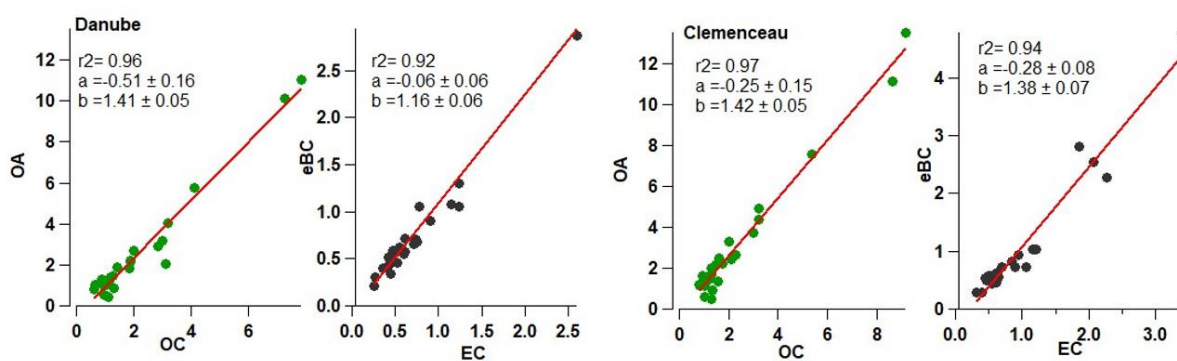 Danube
r2= 0.96
a =-0.51 ± 0.16
b =1.41 ± 0.05
12
10
8
6
4
2
0
OA
0 2 4 6
OC
r2= 0.92
a =-0.06 ± 0.06
b =1.16 ± 0.06
2.5
2.0
1.5
1.0
0.5
0.0
eBC
0.0 0.5 1.0 1.5 2.0 2.5
EC
Clemenceau
r2= 0.97
a =-0.25 ± 0.15
b =1.42 ± 0.05
12
10
8
6
4
2
0
OA
0 2 4 6 8
OC
r2= 0.94
a =-0.28 ± 0.08
b =1.38 ± 0.07
4
3
2
1
0
eBC
0.0 1.0 2.0 3.0
EC